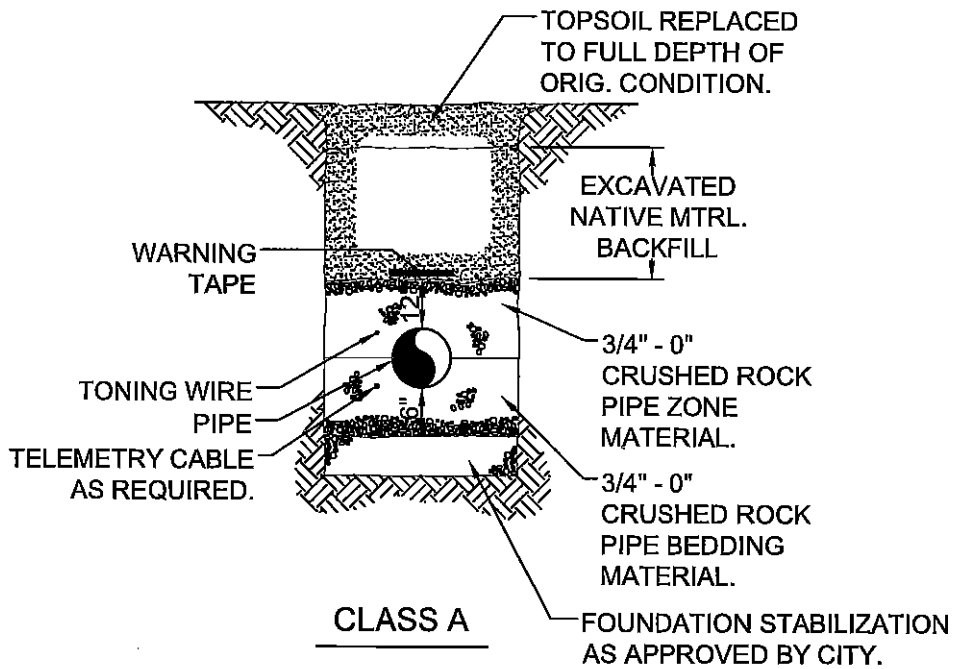 TOPSOIL REPLACED
TO FULL DEPTH OF
ORIG. CONDITION.
EXCAVATED
NATIVE MTRL.
BACKFILL
WARNING
TAPE
12"
3/4" - 0"
CRUSHED ROCK
PIPE ZONE
MATERIAL.
TONING WIRE
PIPE
6"
TELEMETRY CABLE
AS REQUIRED.
3/4" - 0"
CRUSHED ROCK
PIPE BEDDING
MATERIAL.
CLASS A
FOUNDATION STABILIZATION
AS APPROVED BY CITY.